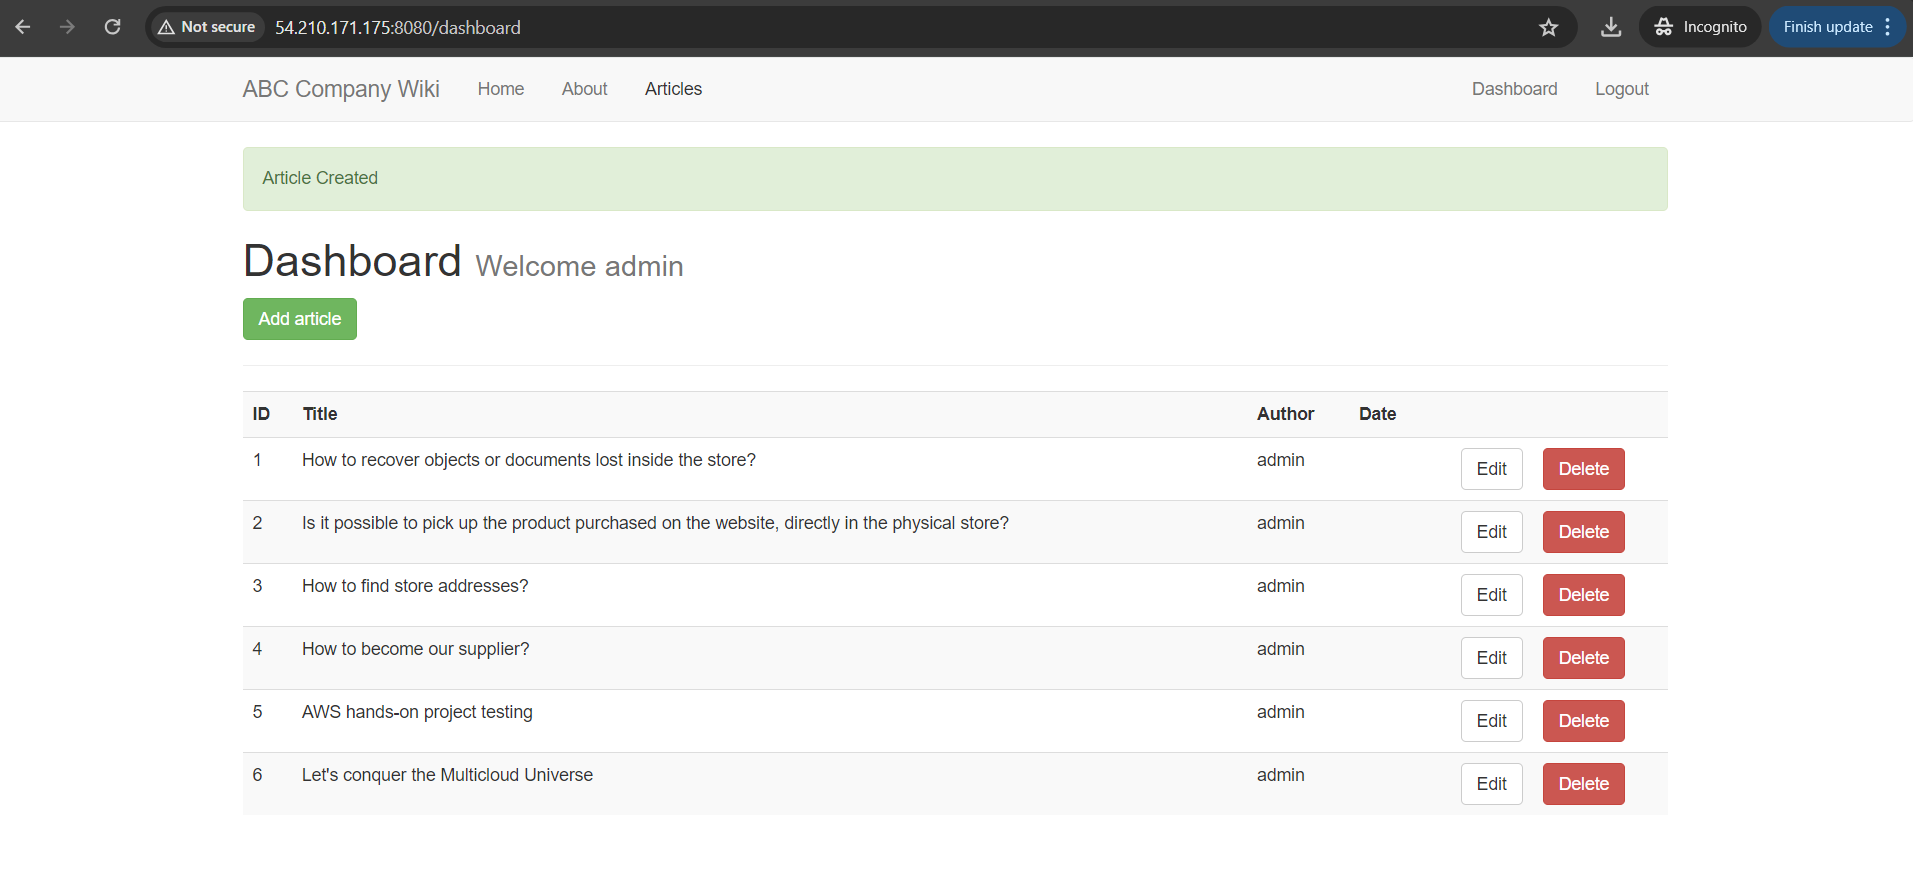 Not secure 54.210.171.175:8080/dashboard Incognito Finish update
ABC Company Wiki Home About Articles Dashboard Logout
Article Created
Dashboard Welcome admin
Add article
ID Title Author Date
1 How to recover objects or documents lost inside the store? admin Edit Delete
2 Is it possible to pick up the product purchased on the website, directly in the physical store? admin Edit Delete
3 How to find store addresses? admin Edit Delete
4 How to become our supplier? admin Edit Delete
5 AWS hands-on project testing admin Edit Delete
6 Let's conquer the Multicloud Universe admin Edit Delete